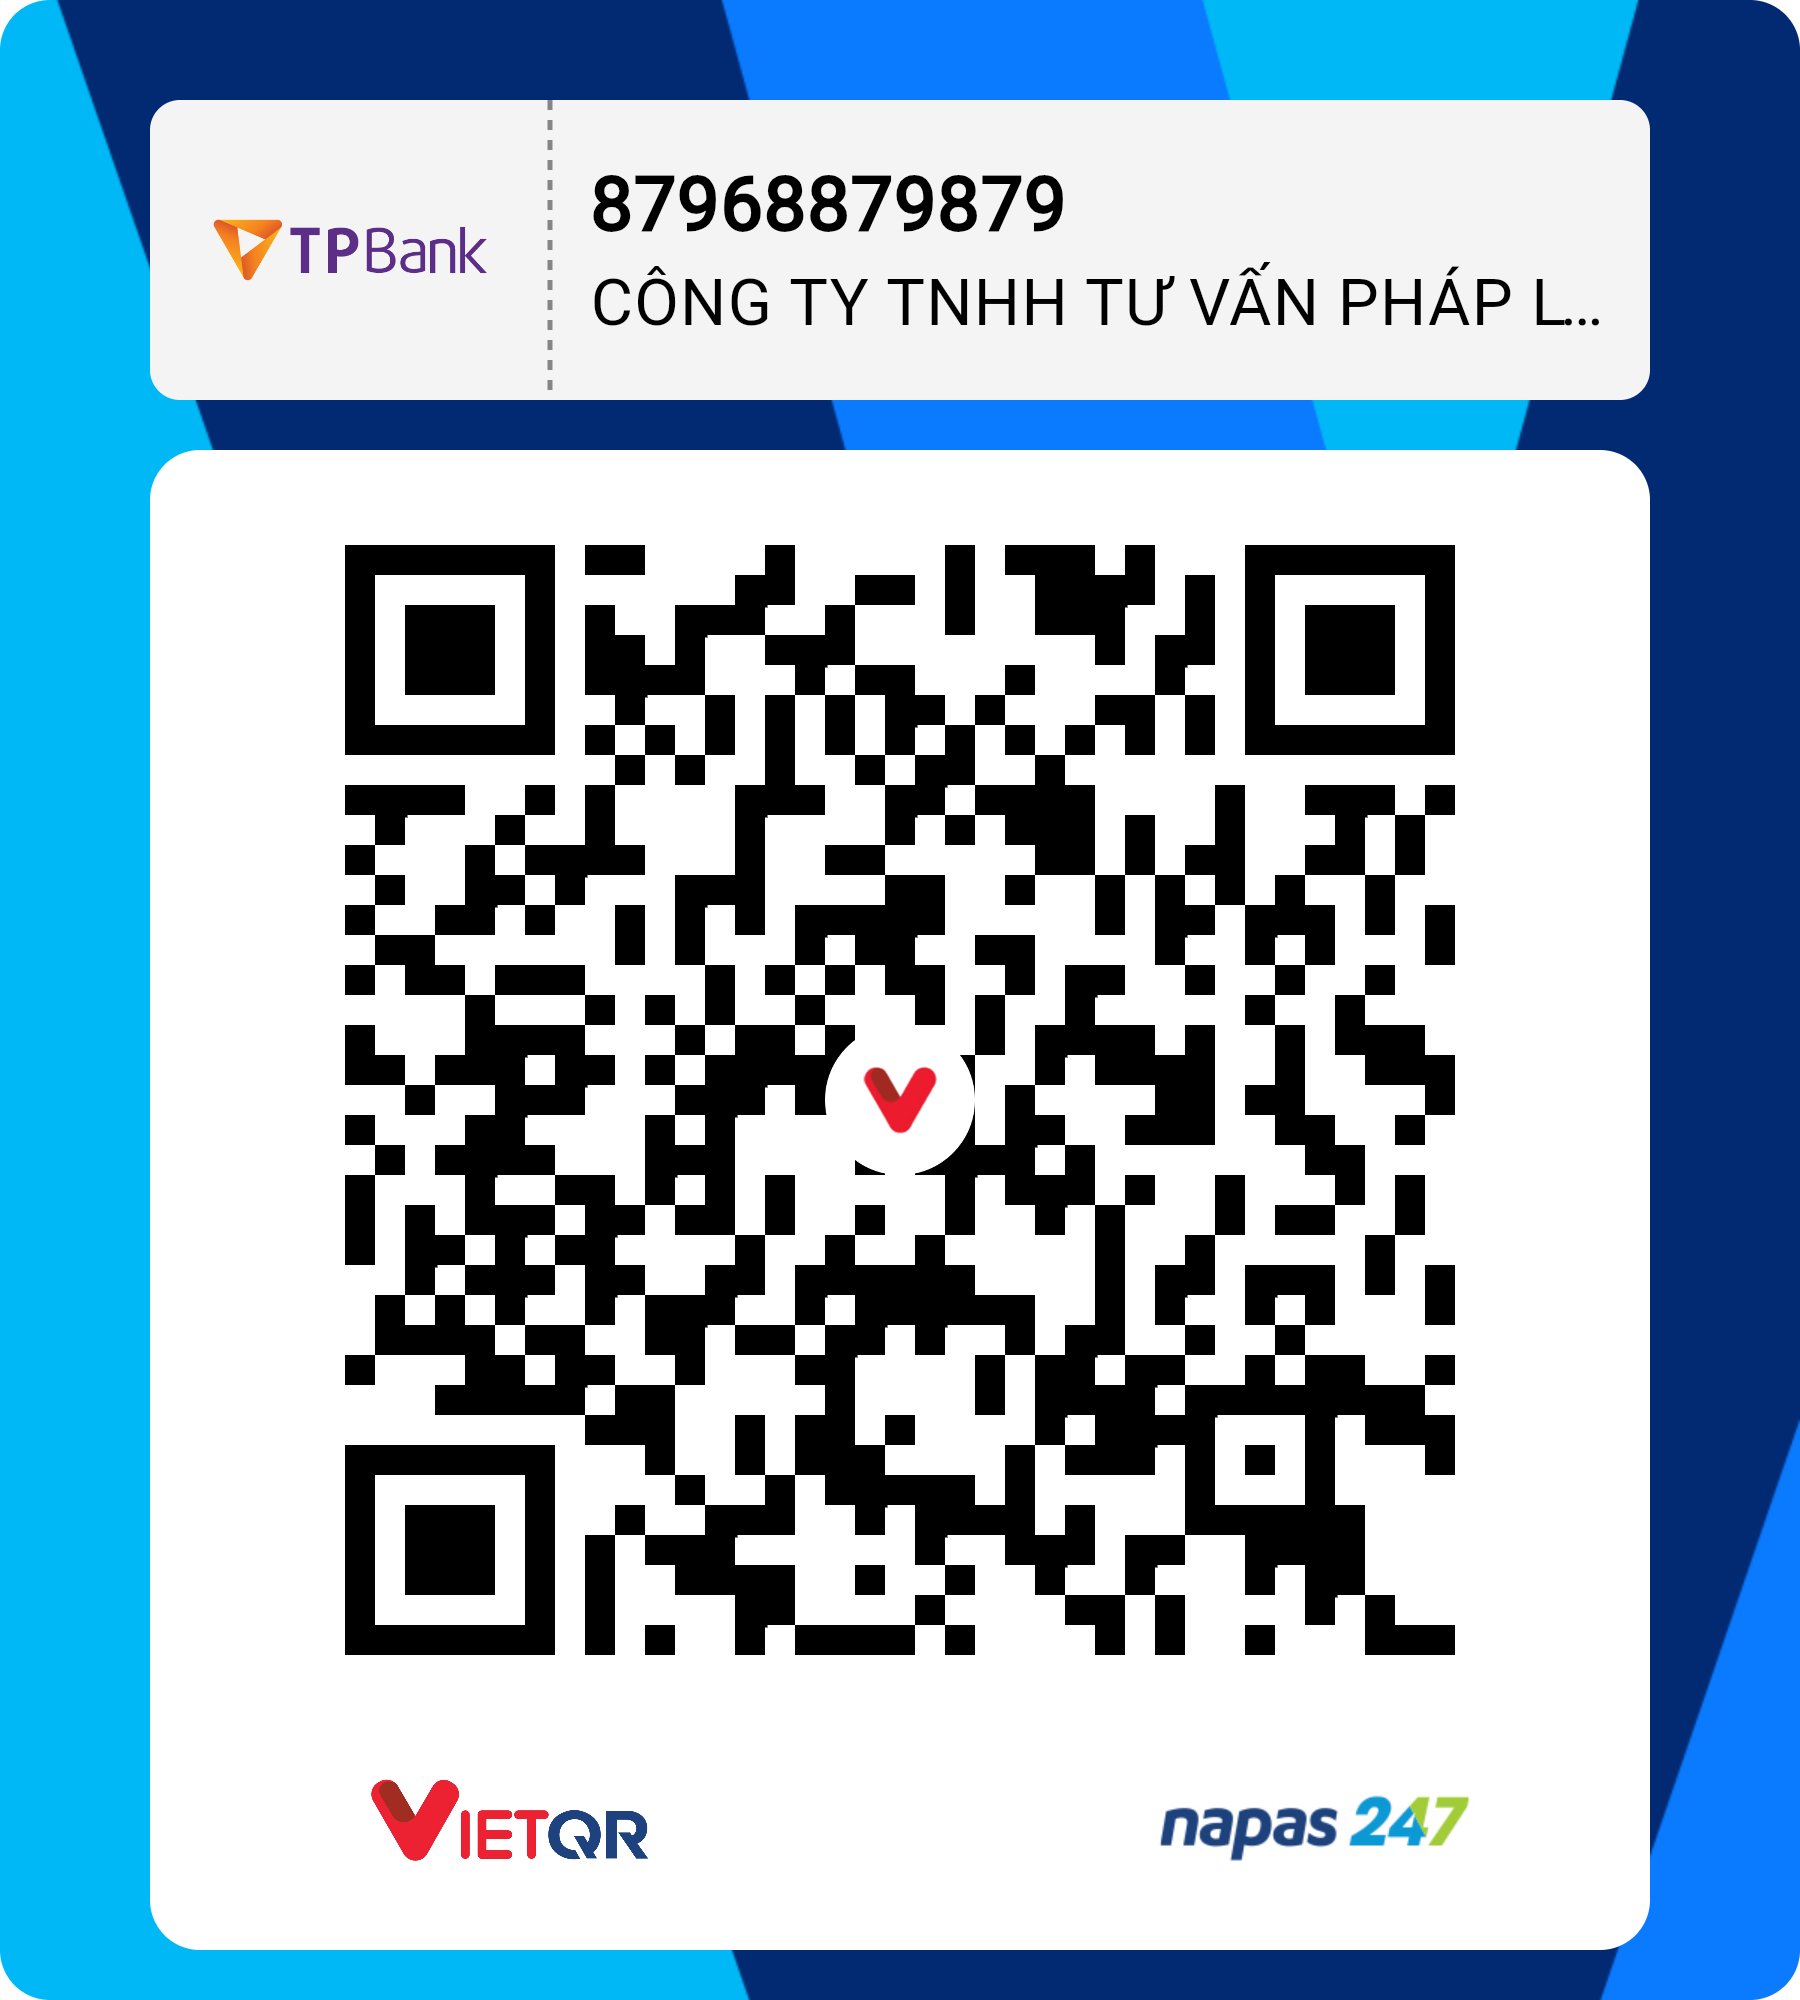 TPBank
87968879879
CÔNG TY TNHH TƯ VẤN PHÁP L...
VIETQR
napas 247